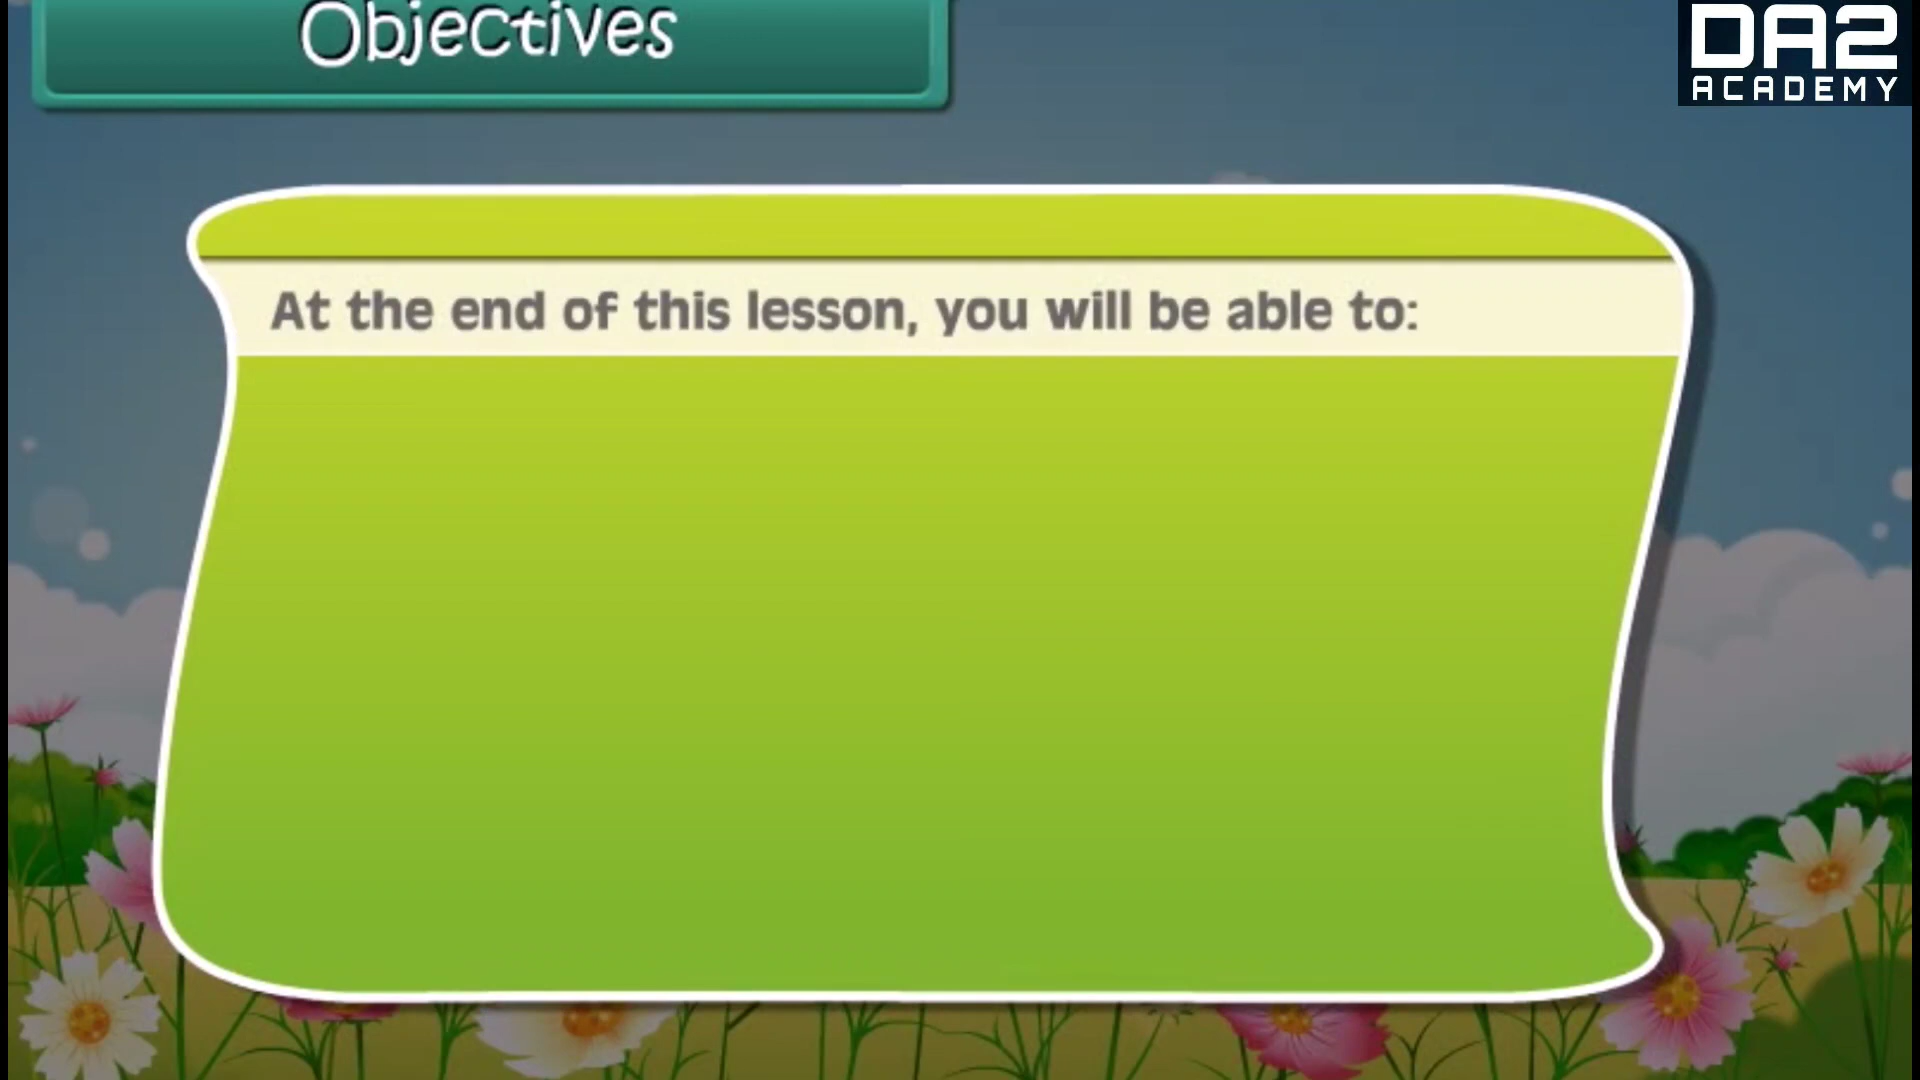 Objectives
DA2
ACADEMY
At the end of this lesson, you will be able to: